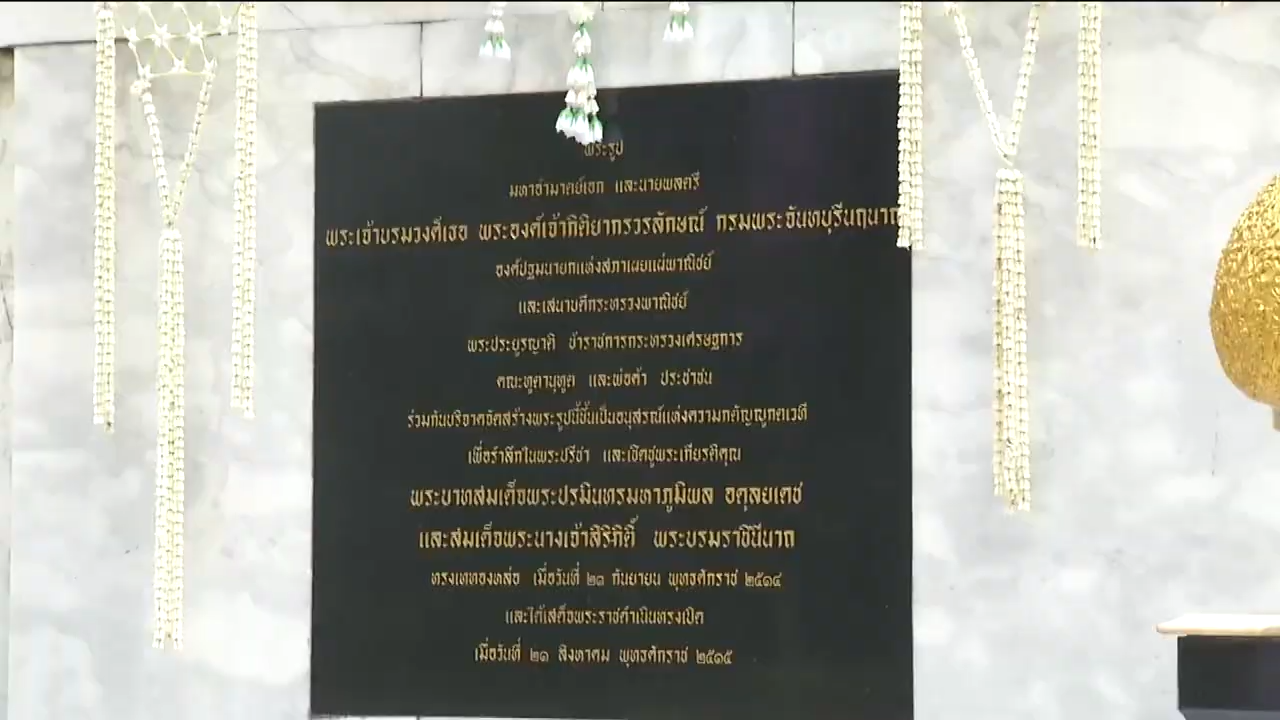 พระรูป
มหาอำมาตย์เอก และนายพลตรี
พระเจ้าบรมวงศ์เธอ พระองค์เจ้ากิติยากรวรลักษณ์ กรมพระจันทบุรีนฤนาถ
องค์ปฐมนายกแห่งสภาเผยแผ่พาณิชย์
และเสนาบดีกระทรวงพาณิชย์
พระประยูรญาติ ข้าราชการกระทรวงเศรษฐการ
คณะทูตานุทูต และพ่อค้า ประชาชน
ร่วมกันบริจาคจัดสร้างพระรูปนี้ขึ้นเป็นอนุสรณ์แห่งความกตัญญูกตเวที
เพื่อรำลึกในพระปรีชา และเชิดชูพระเกียรติคุณ
พระบาทสมเด็จพระปรมินทรมหาภูมิพล อดุลยเดช
และสมเด็จพระนางเจ้าสิริกิติ์ พระบรมราชินีนาถ
ทรงเททองหล่อ เมื่อวันที่ ๒๓ กันยายน พุทธศักราช ๒๕๑๔
และได้เสด็จพระราชดำเนินทรงเปิด
เมื่อวันที่ ๒๑ สิงหาคม พุทธศักราช ๒๕๑๕